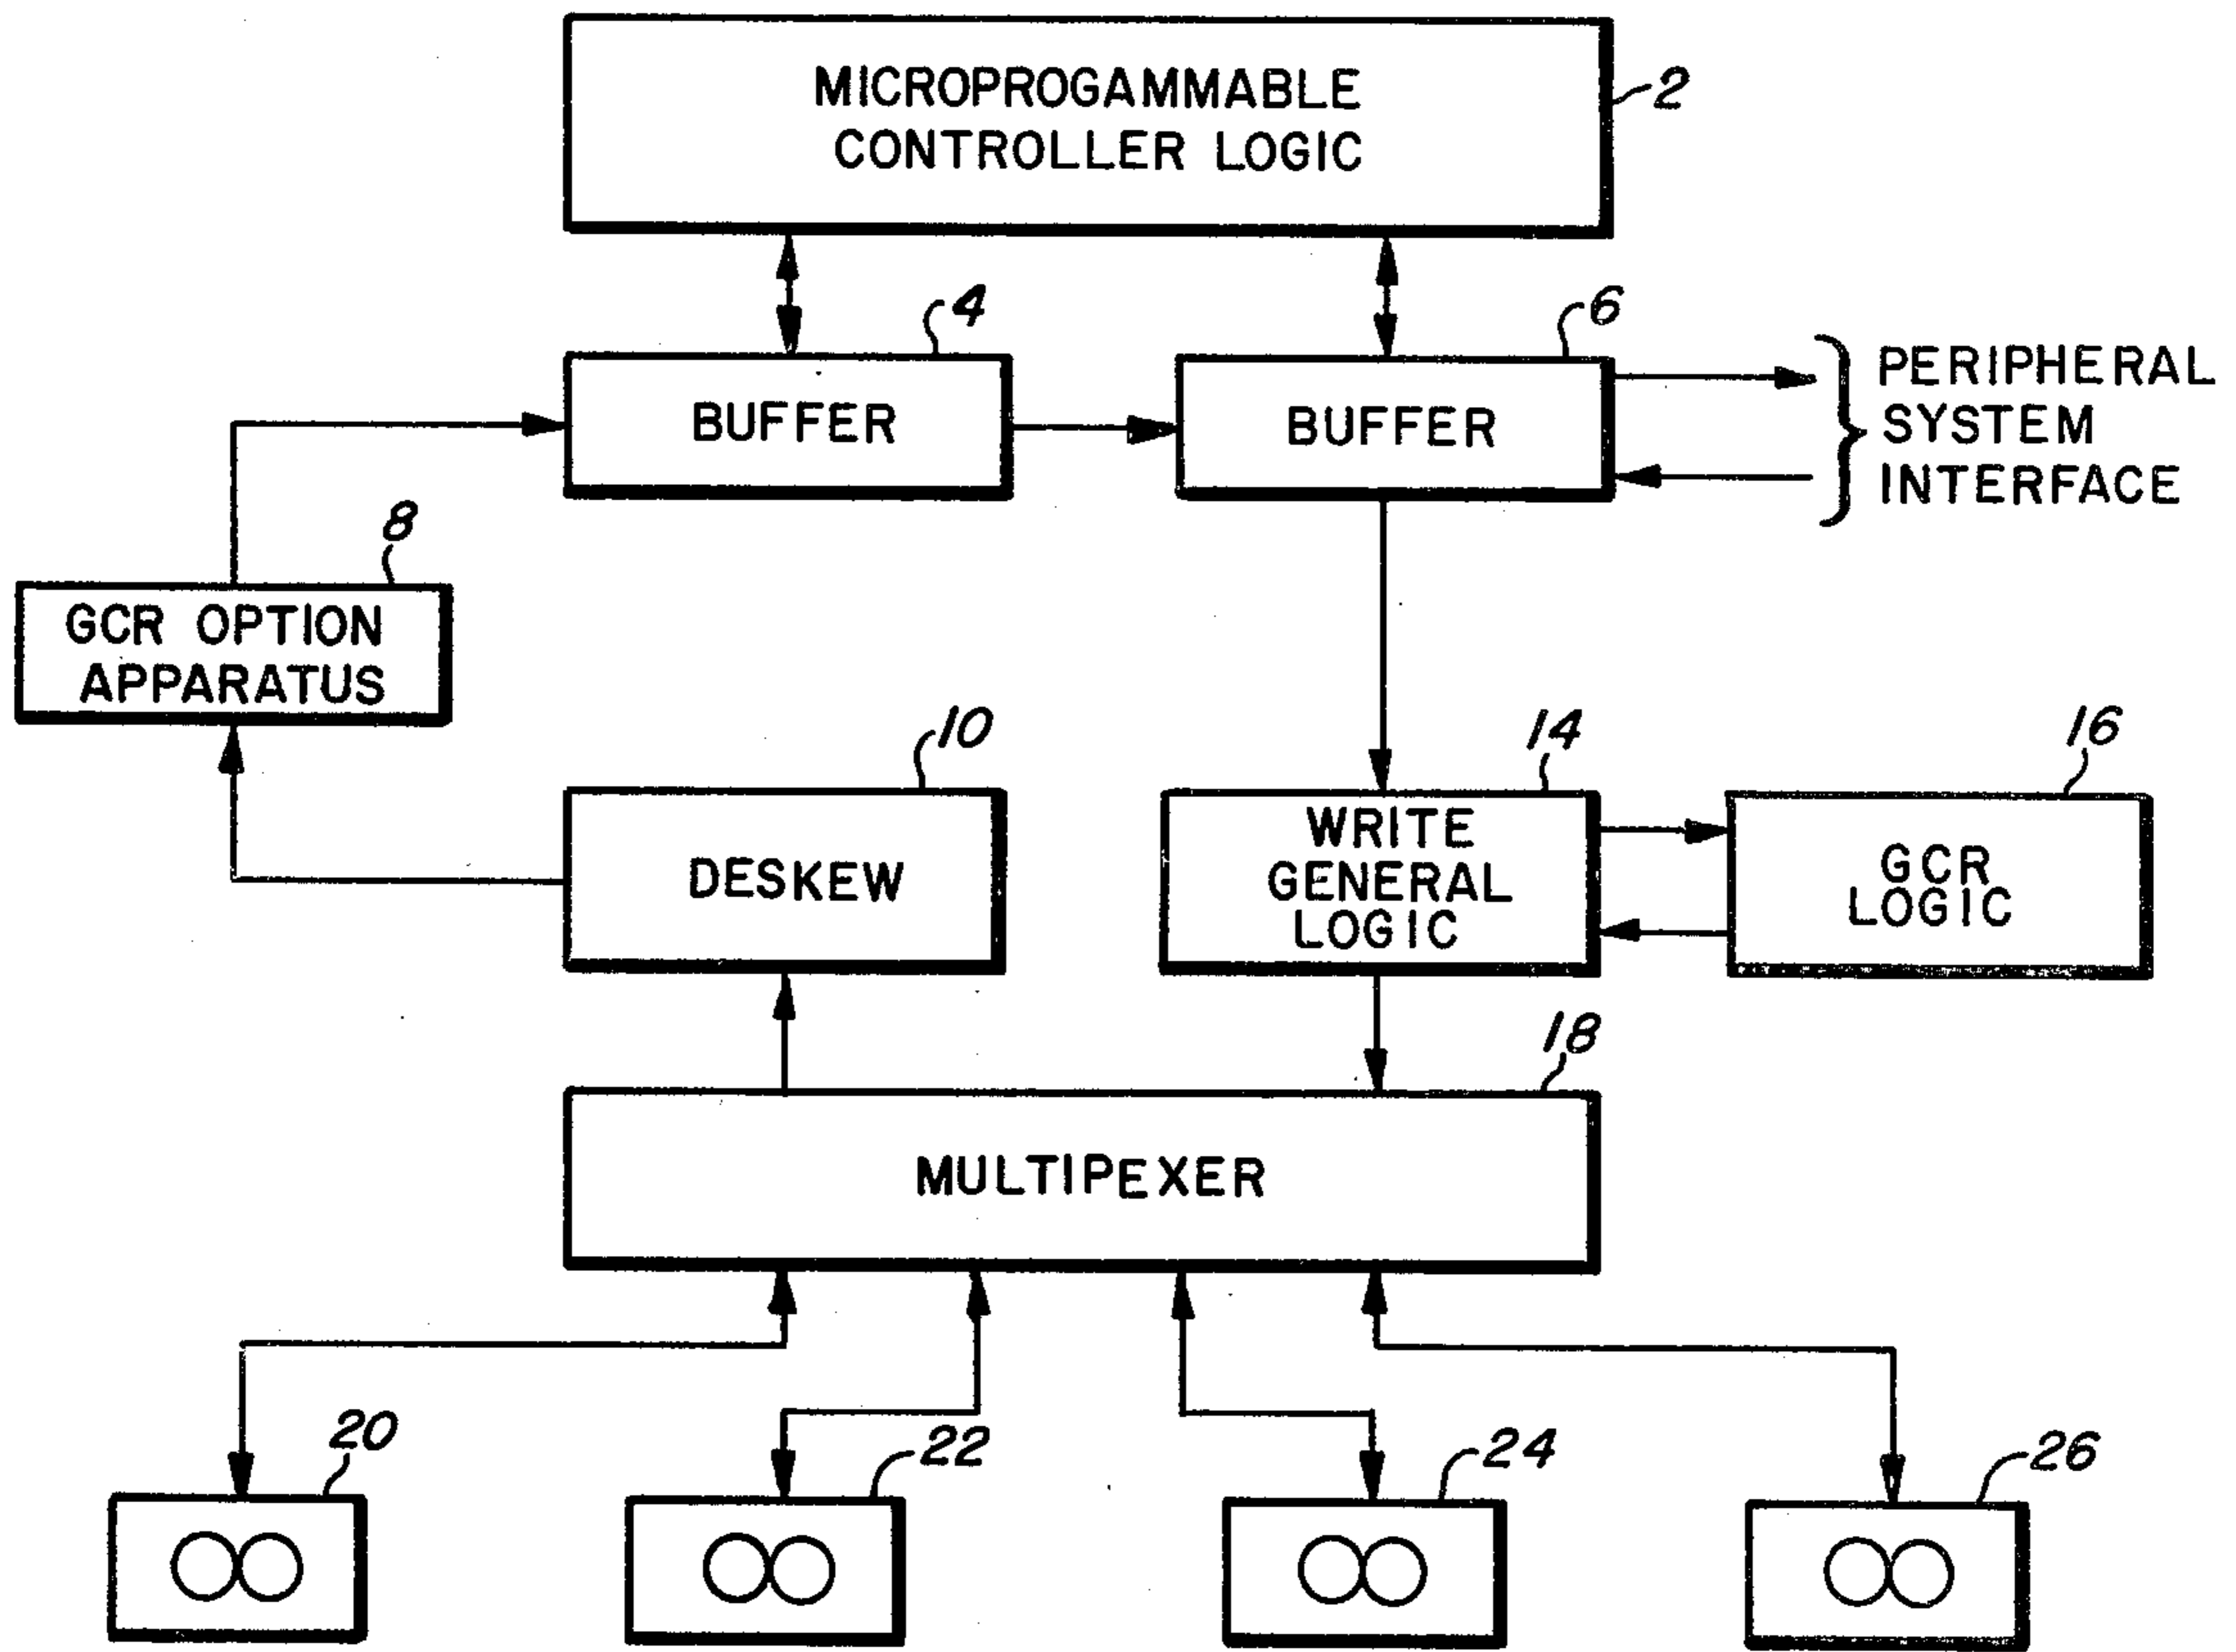 MICROPROGAMMABLE
CONTROLLER LOGIC
2
4
6
BUFFER
BUFFER
PERIPHERAL
SYSTEM
INTERFACE
8
GCR OPTION
APPARATUS
10
14
16
DESKEW
WRITE
GENERAL
LOGIC
GCR
LOGIC
18
MULTIPEXER
20
22
24
26